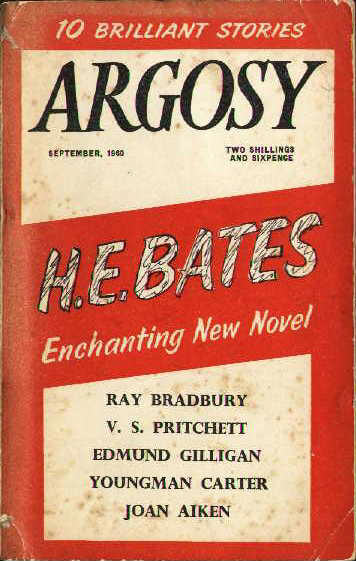 10 BRILLIANT STORIES
ARGOSY
SEPTEMBER, 1960
TWO SHILLINGS
AND SIXPENCE
H.E. BATES
Enchanting New Novel
RAY BRADBURY
V. S. PRITCHETT
EDMUND GILLIGAN
YOUNGMAN CARTER
JOAN AIKEN